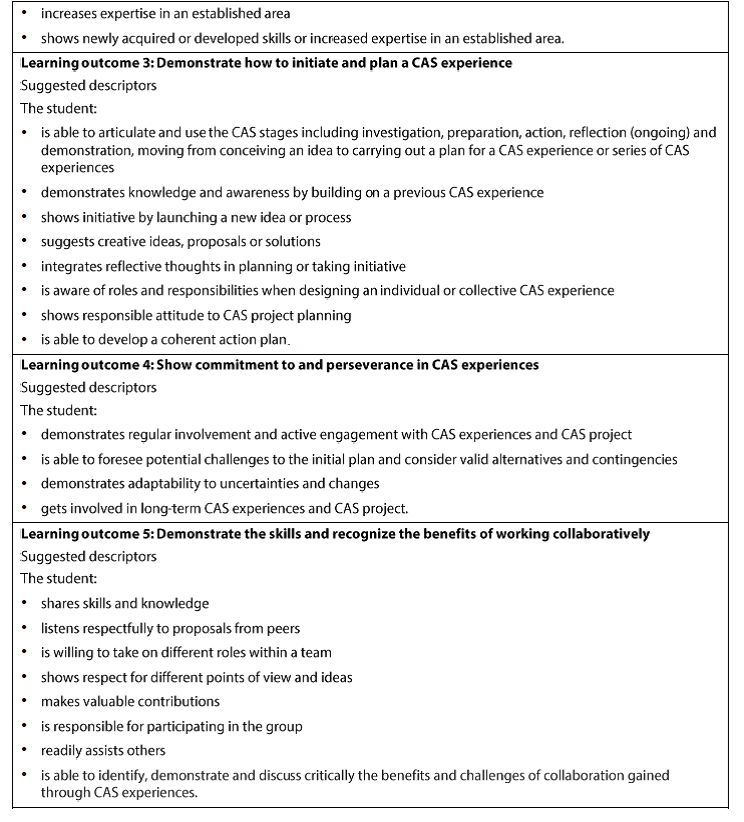 • increases expertise in an established area
• shows newly acquired or developed skills or increased expertise in an established area.
Learning outcome 3: Demonstrate how to initiate and plan a CAS experience
Suggested descriptors
The student:
• is able to articulate and use the CAS stages including investigation, preparation, action, reflection (ongoing) and
demonstration, moving from conceiving an idea to carrying out a plan for a CAS experience or series of CAS
experiences
• demonstrates knowledge and awareness by building on a previous CAS experience
• shows initiative by launching a new idea or process
• suggests creative ideas, proposals or solutions
• integrates reflective thoughts in planning or taking initiative
• is aware of roles and responsibilities when designing an individual or collective CAS experience
• shows responsible attitude to CAS project planning
• is able to develop a coherent action plan.
Learning outcome 4: Show commitment to and perseverance in CAS experiences
Suggested descriptors
The student:
• demonstrates regular involvement and active engagement with CAS experiences and CAS project
• is able to foresee potential challenges to the initial plan and consider valid alternatives and contingencies
• demonstrates adaptability to uncertainties and changes
• gets involved in long-term CAS experiences and CAS project.
Learning outcome 5: Demonstrate the skills and recognize the benefits of working collaboratively
Suggested descriptors
The student:
• shares skills and knowledge
• listens respectfully to proposals from peers
• is willing to take on different roles within a team
• shows respect for different points of view and ideas
• makes valuable contributions
• is responsible for participating in the group
• readily assists others
• is able to identify, demonstrate and discuss critically the benefits and challenges of collaboration gained
through CAS experiences.